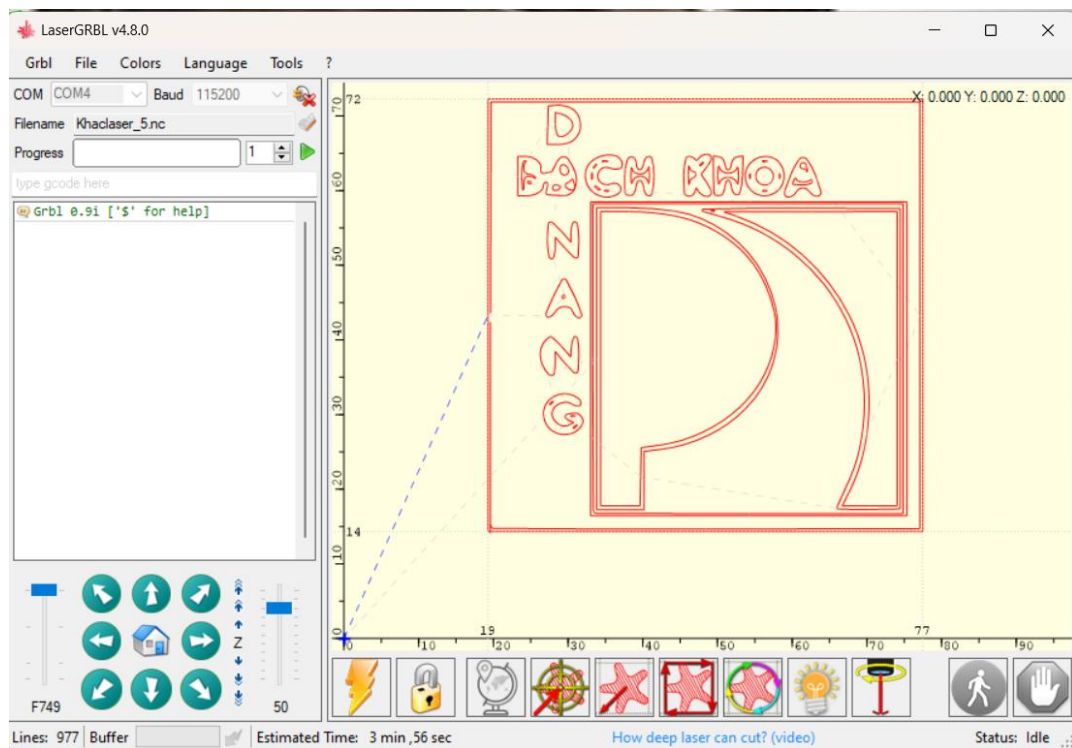 LaserGRBL v4.8.0
Grbl File Colors Language Tools ?
COM COM4 Baud 115200
Filename Khaclaser_5.nc
Progress 1
type gcode here
Grbl 0.9i ['$' for help]
X: 0.000 Y: 0.000 Z: 0.000
72
70
60
50
40
30
20
14
10
0
D
BACH KHOA
N
A
N
G
19 77
0 10 20 30 40 50 60 70 80 90
Z
F749 50
Lines: 977 Buffer Estimated Time: 3 min ,56 sec How deep laser can cut? (video) Status: Idle